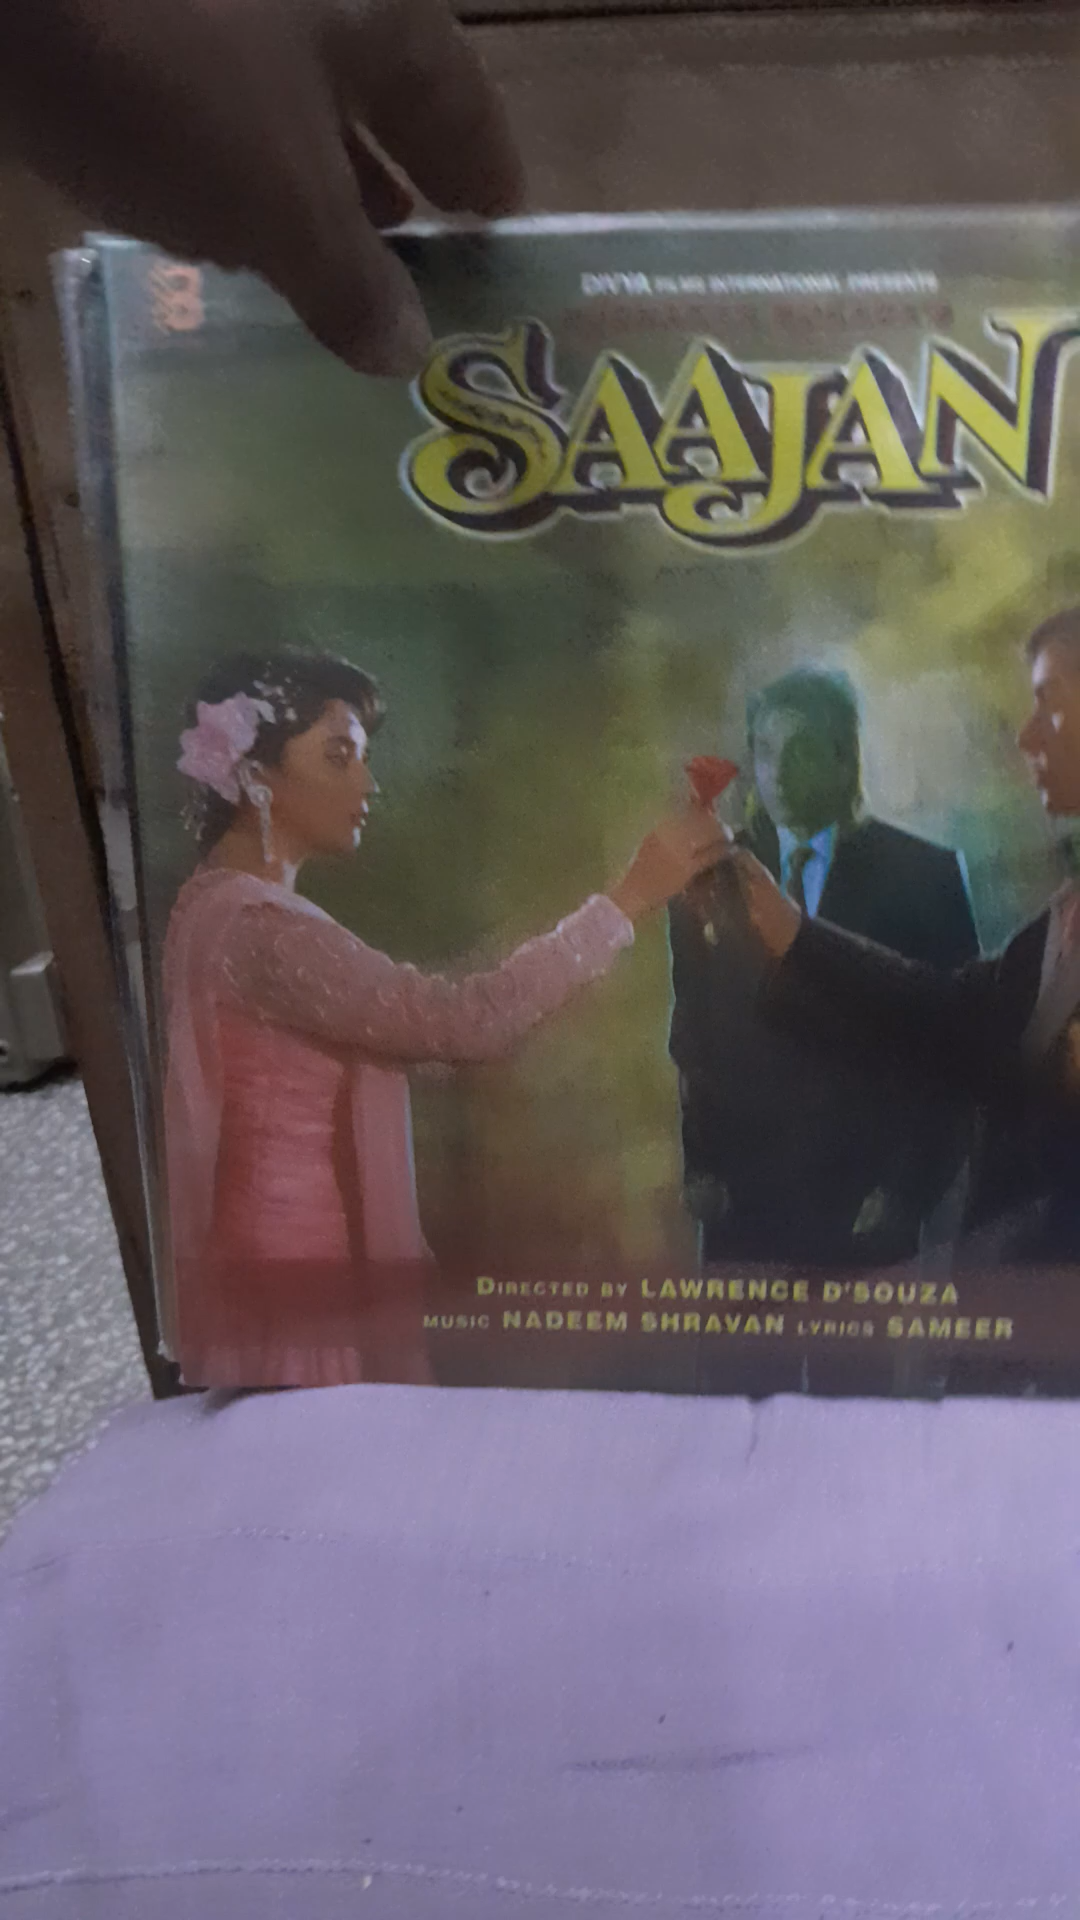 DIVYA FILMS INTERNATIONAL PRESENTS
SAAJAN
DIRECTED BY LAWRENCE D'SOUZA
MUSIC NADEEM SHRAVAN LYRICS SAMEER